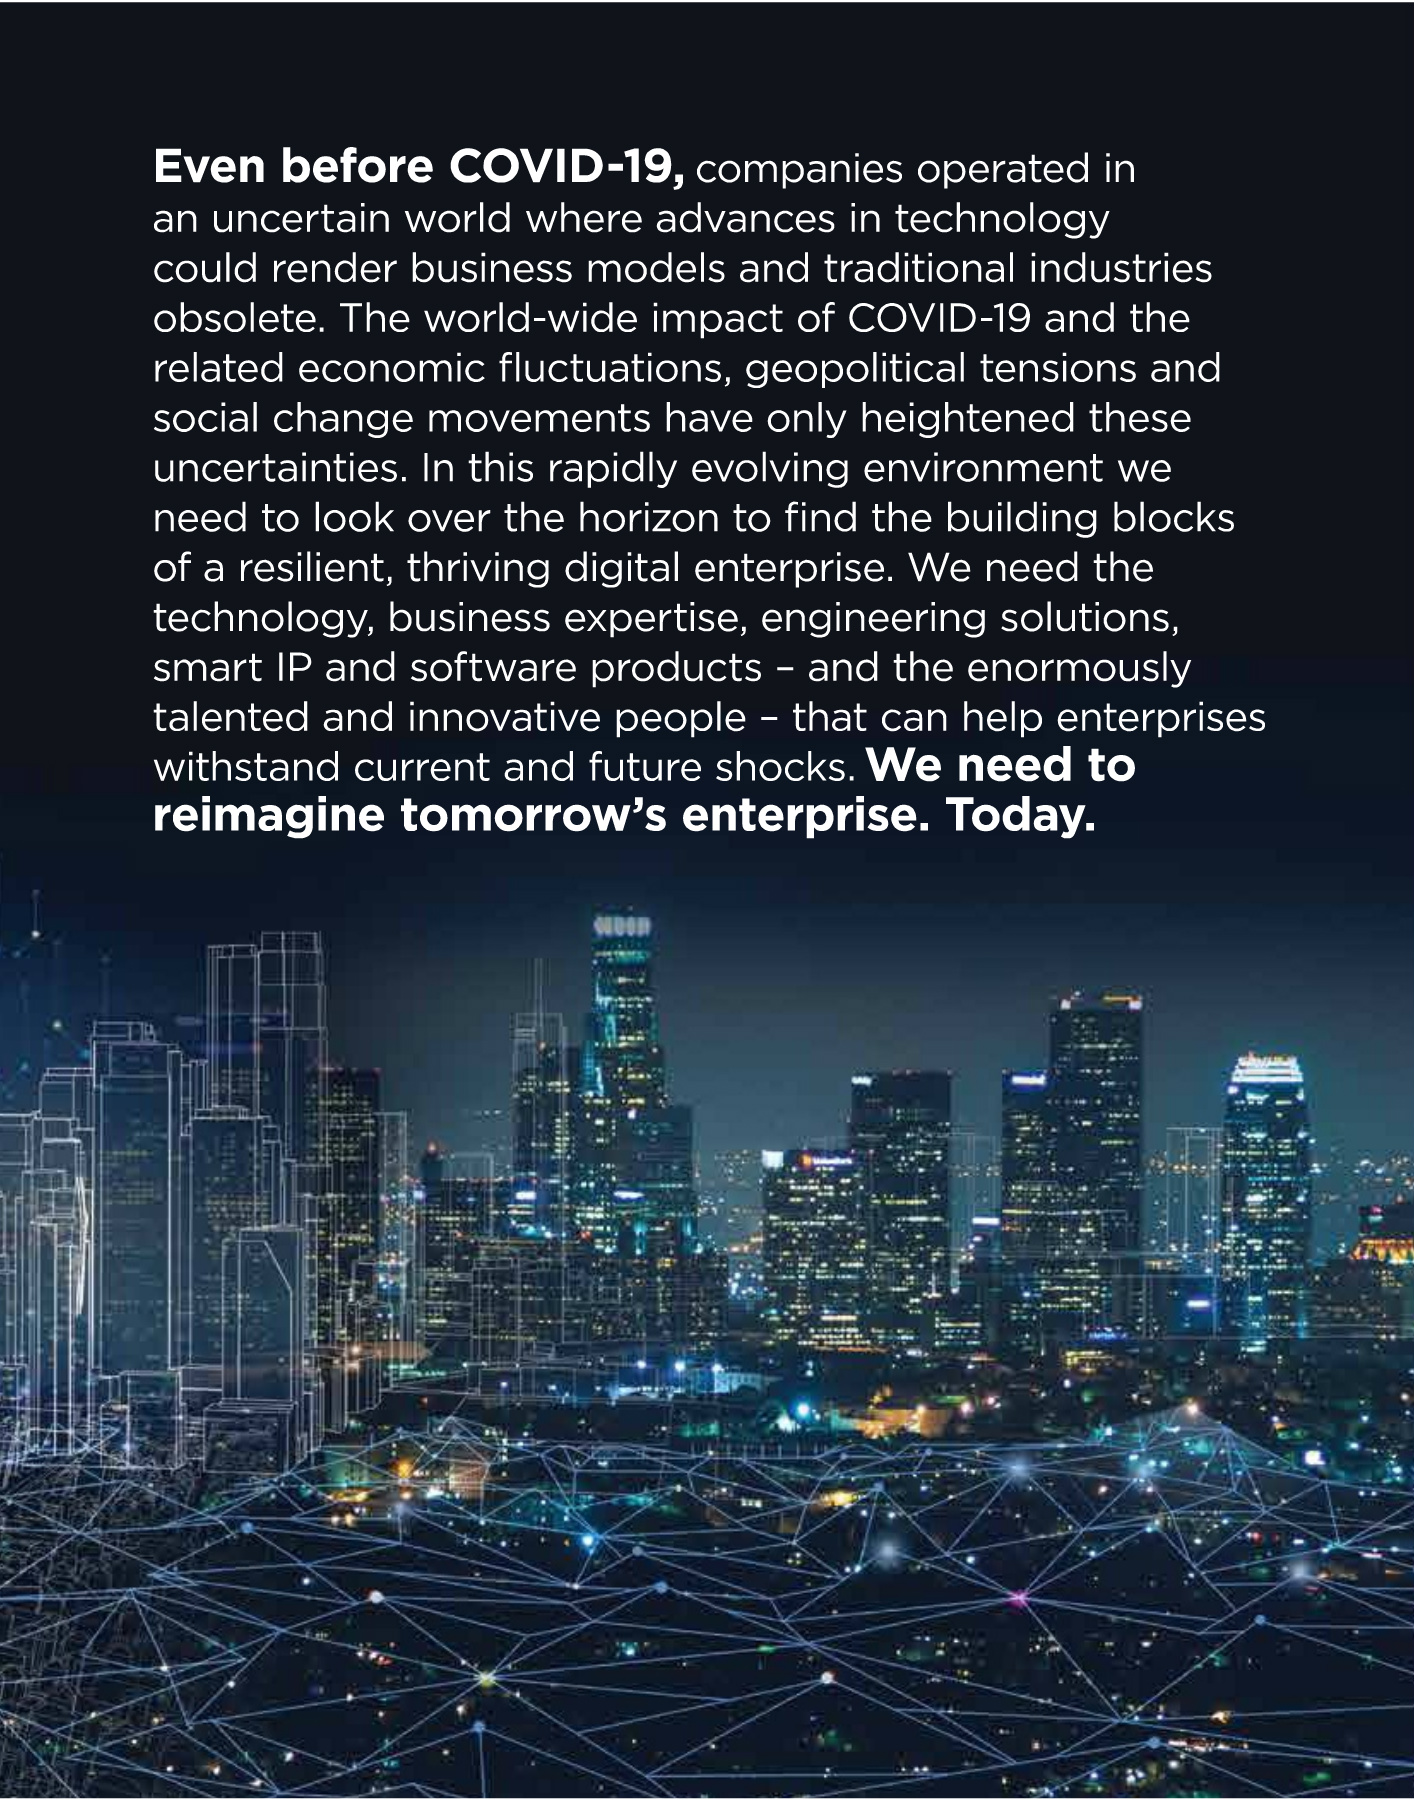 Even before COVID-19, companies operated in
an uncertain world where advances in technology
could render business models and traditional industries
obsolete. The world-wide impact of COVID-19 and the
related economic fluctuations, geopolitical tensions and
social change movements have only heightened these
uncertainties. In this rapidly evolving environment we
need to look over the horizon to find the building blocks
of a resilient, thriving digital enterprise. We need the
technology, business expertise, engineering solutions,
smart IP and software products – and the enormously
talented and innovative people – that can help enterprises
withstand current and future shocks. We need to
reimagine tomorrow’s enterprise. Today.